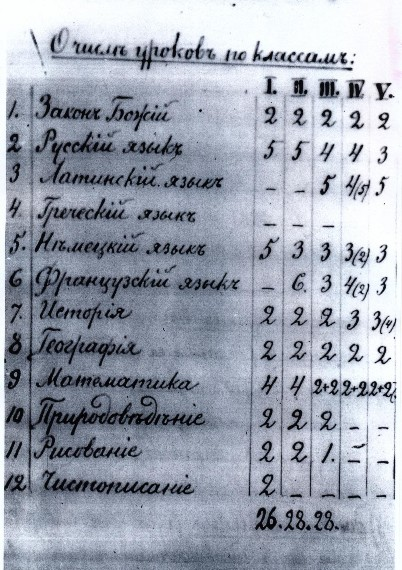 О числѣ уроковъ по классамъ:
I. II. III. IV V.
1. Законъ Божій 2 2 2 2 2
2 Русскій языкъ 5 5 4 4 3
3 Латинскій языкъ – – 5 4(5) 5
4 Греческій языкъ – – –
5. Нѣмецкій языкъ 5 3 3 3(2) 3
6 Французскій языкъ – 6. 3 4(2) 3
7. Исторія 2 2 2 3 3(4)
8 Географія 2 2 2 2 2
9 Математика 4 4 2+2 2+2 2+2(
10 Природовѣдѣніе 2 2 2 – –
11 Рисованіе 2 2 1. – –
12. Чистописаніе 2 – – – –
26. 28. 28.